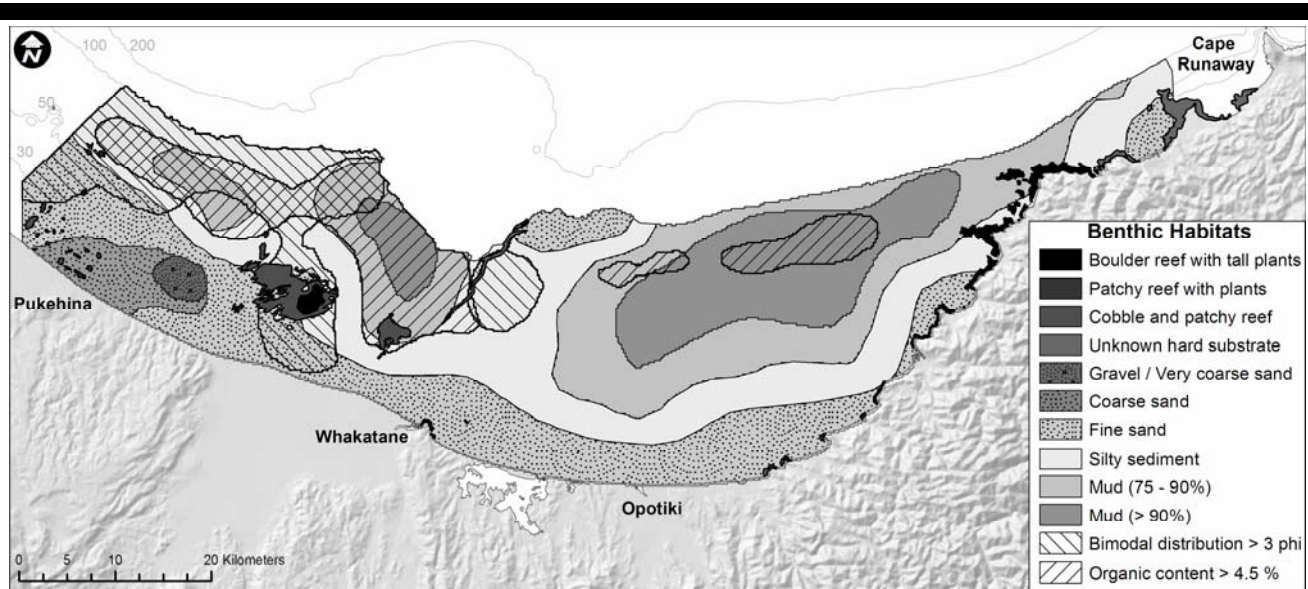 N
100 200
50
30
Cape
Runaway
Pukehina
Whakatane
Opotiki
0 5 10 20 Kilometers
Benthic Habitats
Boulder reef with tall plants
Patchy reef with plants
Cobble and patchy reef
Unknown hard substrate
Gravel / Very coarse sand
Coarse sand
Fine sand
Silty sediment
Mud (75 - 90%)
Mud (> 90%)
Bimodal distribution > 3 phi
Organic content > 4.5 %